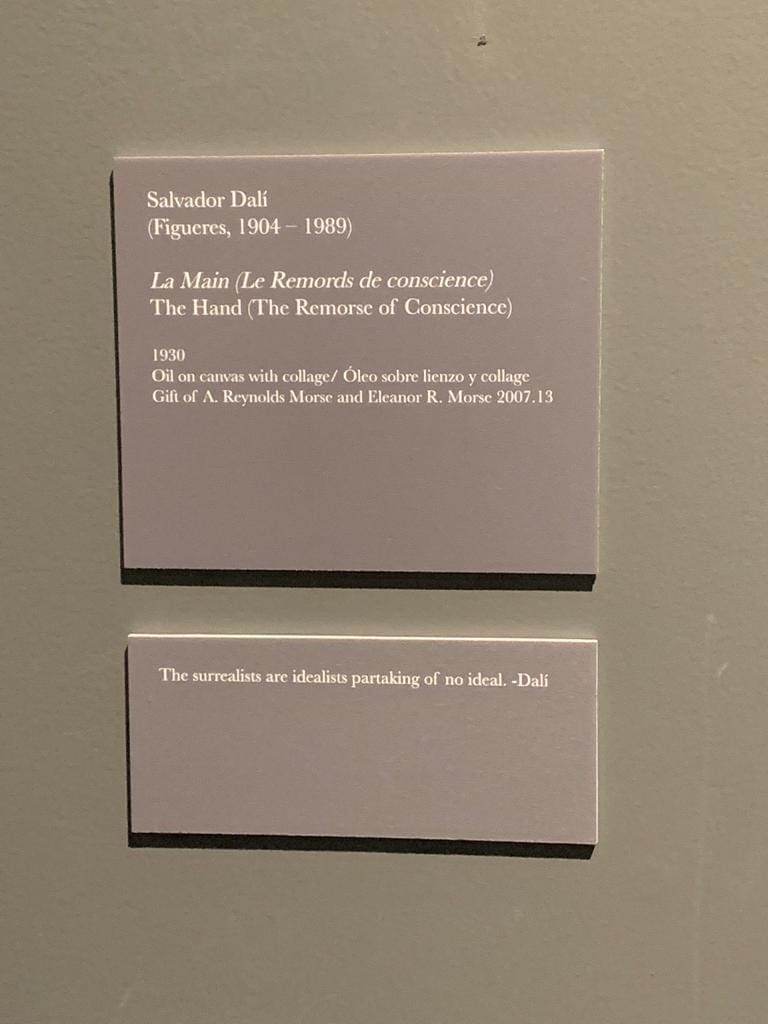 Salvador Dalí
(Figueres, 1904 – 1989)
La Main (Le Remords de conscience)
The Hand (The Remorse of Conscience)
1930
Oil on canvas with collage/ Óleo sobre lienzo y collage
Gift of A. Reynolds Morse and Eleanor R. Morse 2007.13
The surrealists are idealists partaking of no ideal. -Dalí